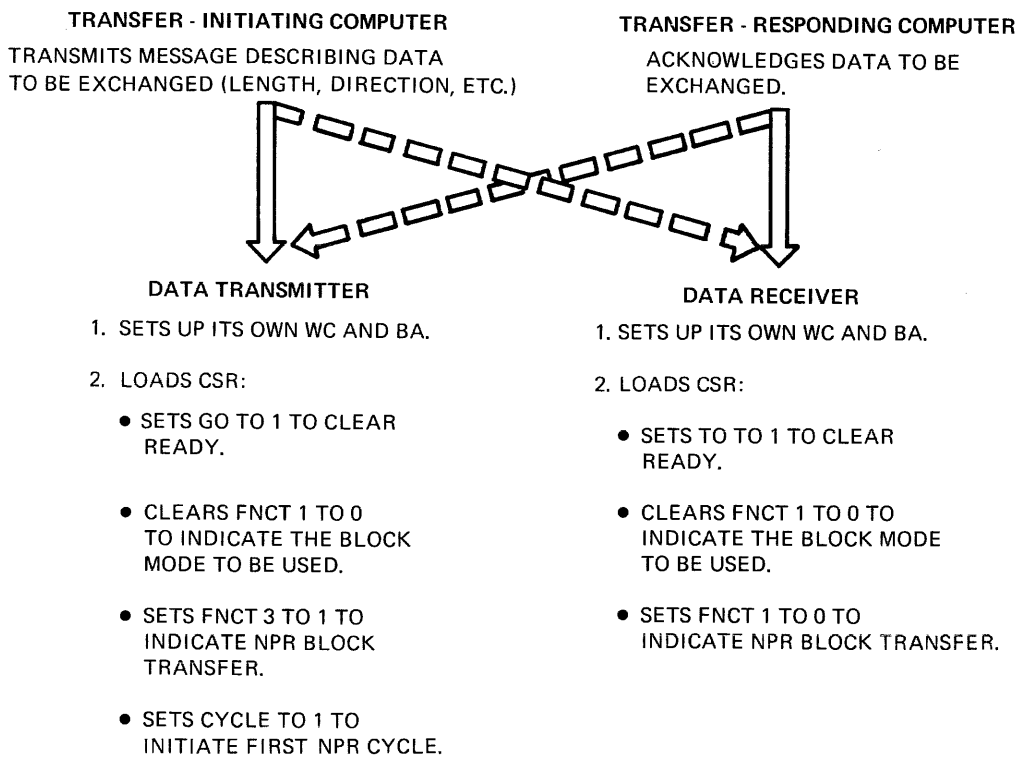 TRANSFER - INITIATING COMPUTER
TRANSMITS MESSAGE DESCRIBING DATA
TO BE EXCHANGED (LENGTH, DIRECTION, ETC.)
TRANSFER - RESPONDING COMPUTER
ACKNOWLEDGES DATA TO BE
EXCHANGED.
DATA TRANSMITTER
1. SETS UP ITS OWN WC AND BA.
2. LOADS CSR:
● SETS GO TO 1 TO CLEAR
READY.
● CLEARS FNCT 1 TO 0
TO INDICATE THE BLOCK
MODE TO BE USED.
● SETS FNCT 3 TO 1 TO
INDICATE NPR BLOCK
TRANSFER.
● SETS CYCLE TO 1 TO
INITIATE FIRST NPR CYCLE.
DATA RECEIVER
1. SETS UP ITS OWN WC AND BA.
2. LOADS CSR:
● SETS TO TO 1 TO CLEAR
READY.
● CLEARS FNCT 1 TO 0 TO
INDICATE THE BLOCK MODE
TO BE USED.
● SETS FNCT 1 TO 0 TO
INDICATE NPR BLOCK TRANSFER.